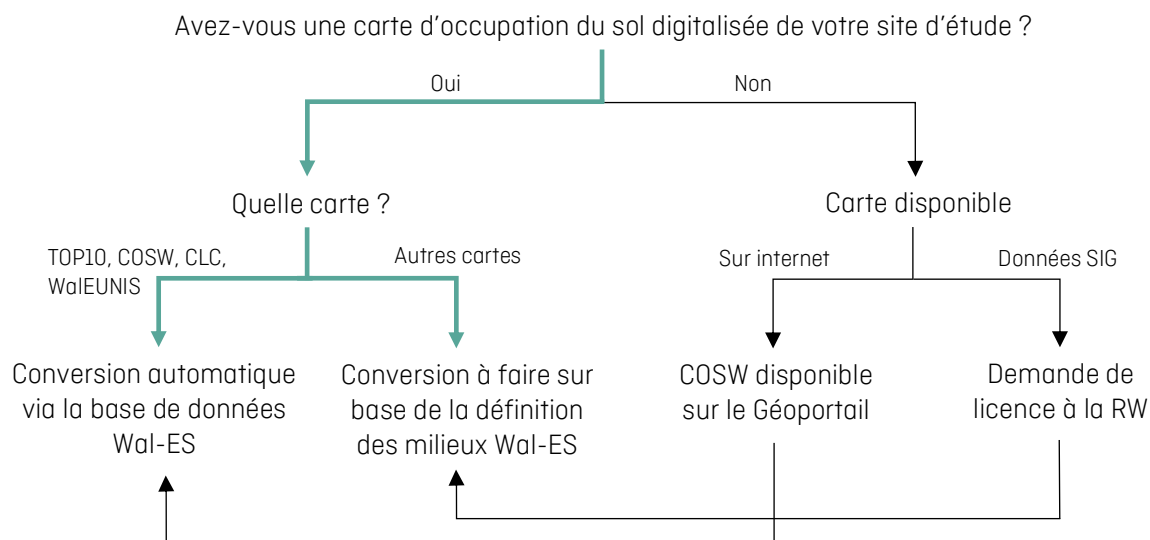 Avez-vous une carte d'occupation du sol digitalisée de votre site d'étude ?
Oui
Non
Quelle carte ?
Carte disponible
TOP10, COSW, CLC,
WalEUNIS
Autres cartes
Sur internet
Données SIG
Conversion automatique
via la base de données
Wal-ES
Conversion à faire sur
base de la définition
des milieux Wal-ES
COSW disponible
sur le Géoportail
Demande de
licence à la RW